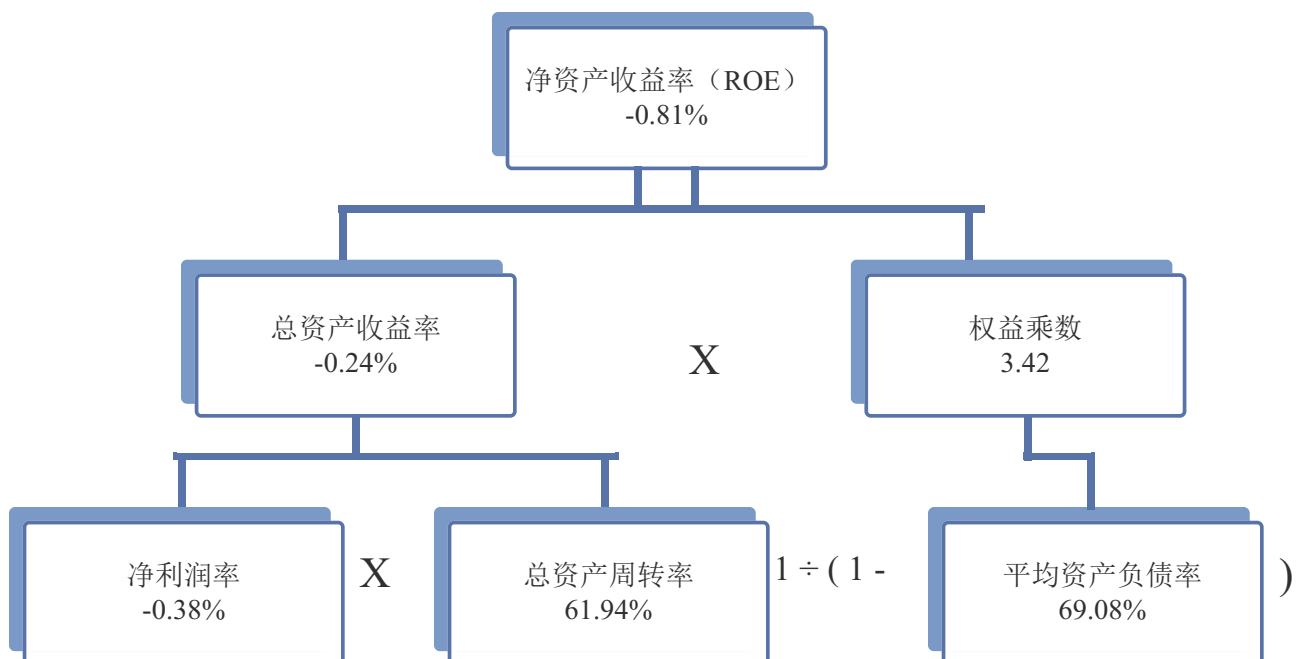 净资产收益率（ROE）
-0.81%
总资产收益率
-0.24%
X
权益乘数
3.42
净利润率
-0.38%
X
总资产周转率
61.94%
1 ÷ ( 1 -
平均资产负债率
69.08%
)